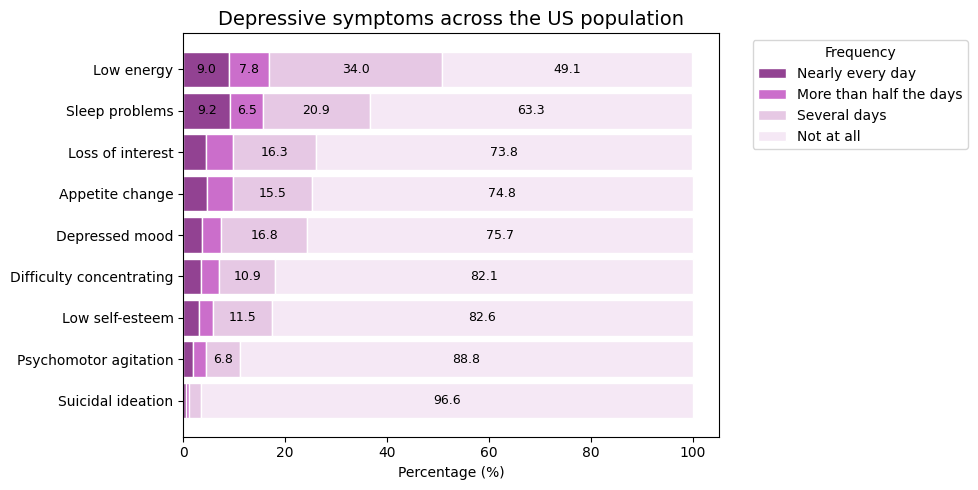 Depressive symptoms across the US population
Low energy 9.0 7.8 34.0 49.1
Sleep problems 9.2 6.5 20.9 63.3
Loss of interest 16.3 73.8
Appetite change 15.5 74.8
Depressed mood 16.8 75.7
Difficulty concentrating 10.9 82.1
Low self-esteem 11.5 82.6
Psychomotor agitation 6.8 88.8
Suicidal ideation 96.6
0 20 40 60 80 100
Percentage (%)
Frequency
Nearly every day
More than half the days
Several days
Not at all